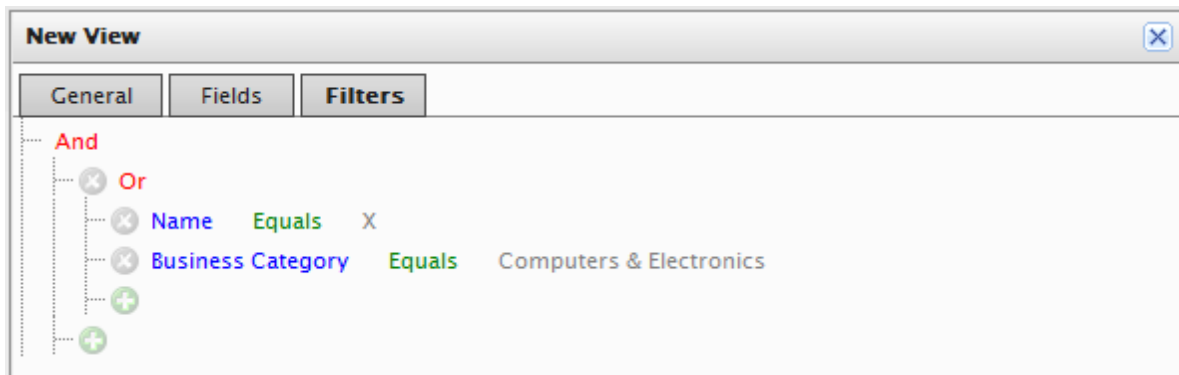 New View
General Fields Filters
And
Or
Name Equals X
Business Category Equals Computers & Electronics